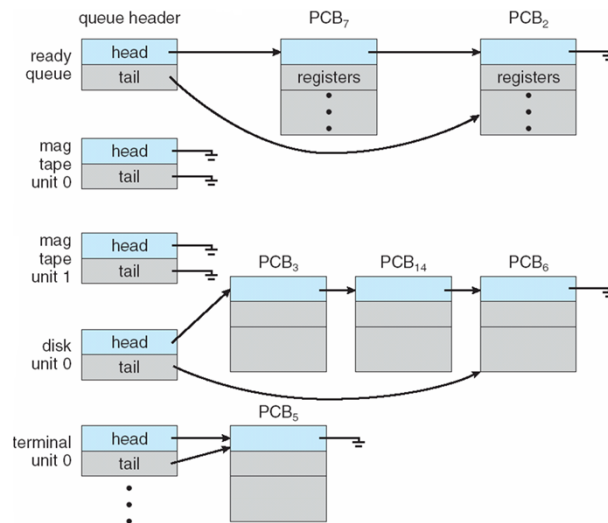 queue header
PCB7
PCB2
ready
queue
head
tail
registers
registers
mag
tape
unit 0
head
tail
mag
tape
unit 1
head
tail
PCB3
PCB14
PCB6
disk
unit 0
head
tail
PCB5
terminal
unit 0
head
tail